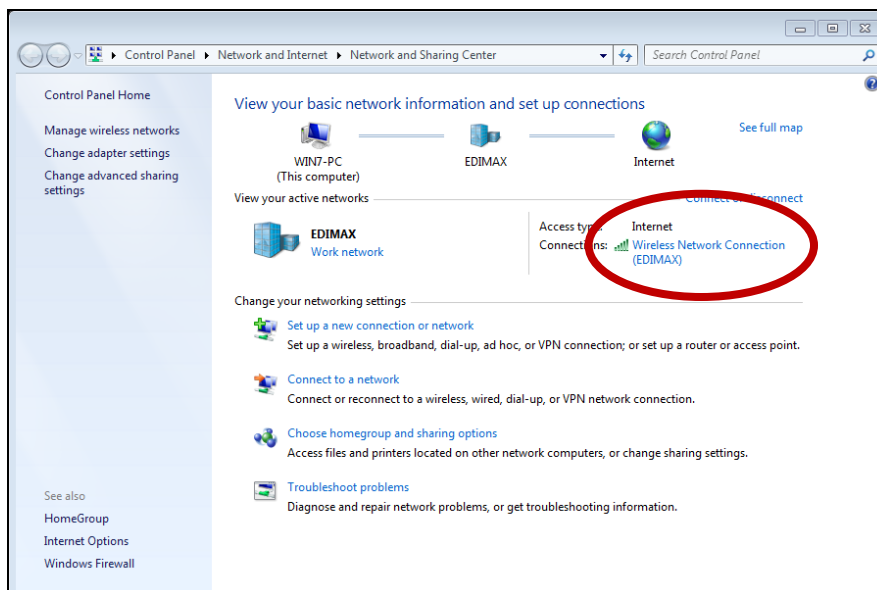 Control Panel Network and Internet Network and Sharing Center Search Control Panel
Control Panel Home
Manage wireless networks
Change adapter settings
Change advanced sharing
settings
See also
HomeGroup
Internet Options
Windows Firewall
View your basic network information and set up connections
See full map
WIN7-PC
(This computer)
EDIMAX
Internet
View your active networks
Connect or disconnect
EDIMAX
Work network
Access type: Internet
Connections: Wireless Network Connection
(EDIMAX)
Change your networking settings
Set up a new connection or network
Set up a wireless, broadband, dial-up, ad hoc, or VPN connection; or set up a router or access point.
Connect to a network
Connect or reconnect to a wireless, wired, dial-up, or VPN network connection.
Choose homegroup and sharing options
Access files and printers located on other network computers, or change sharing settings.
Troubleshoot problems
Diagnose and repair network problems, or get troubleshooting information.